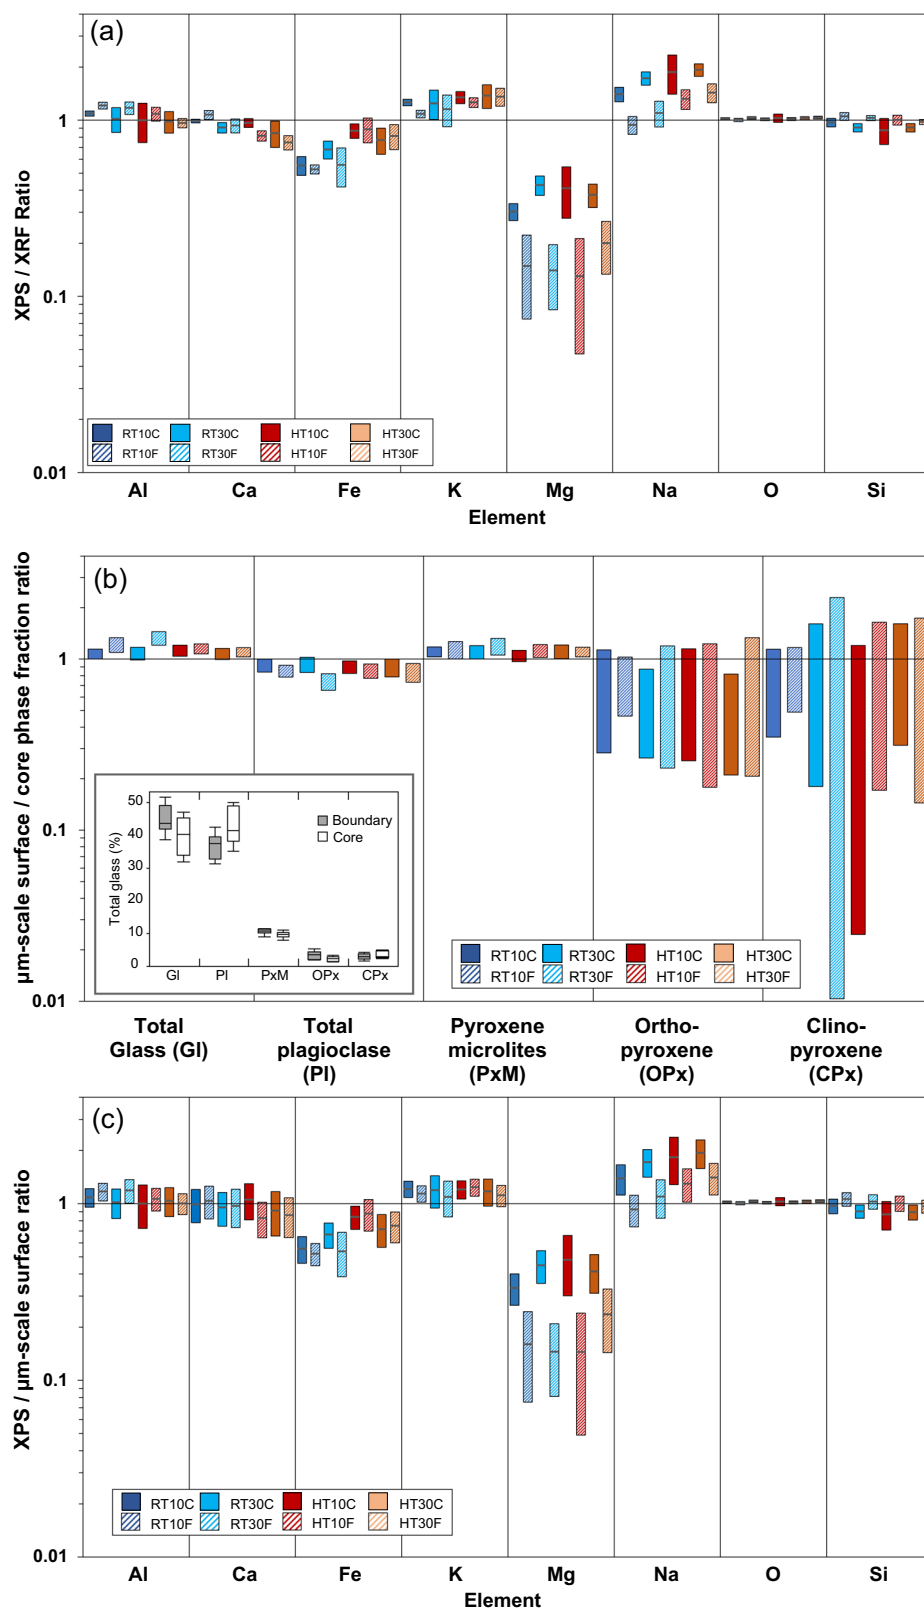 (a)
XPS / XRF Ratio
1
0.1
0.01
RT10C RT30C HT10C HT30C
RT10F RT30F HT10F HT30F
Al Ca Fe K Mg Na O Si
Element
(b)
µm-scale surface / core phase fraction ratio
1
0.1
0.01
Total glass (%)
50
40
30
20
10
0
Boundary
Core
Gl Pl PxM OPx CPx
RT10C RT30C HT10C HT30C
RT10F RT30F HT10F HT30F
Total Glass (Gl)
Total plagioclase (Pl)
Pyroxene microlites (PxM)
Ortho-pyroxene (OPx)
Clino-pyroxene (CPx)
(c)
XPS / µm-scale surface ratio
1
0.1
0.01
RT10C RT30C HT10C HT30C
RT10F RT30F HT10F HT30F
Al Ca Fe K Mg Na O Si
Element